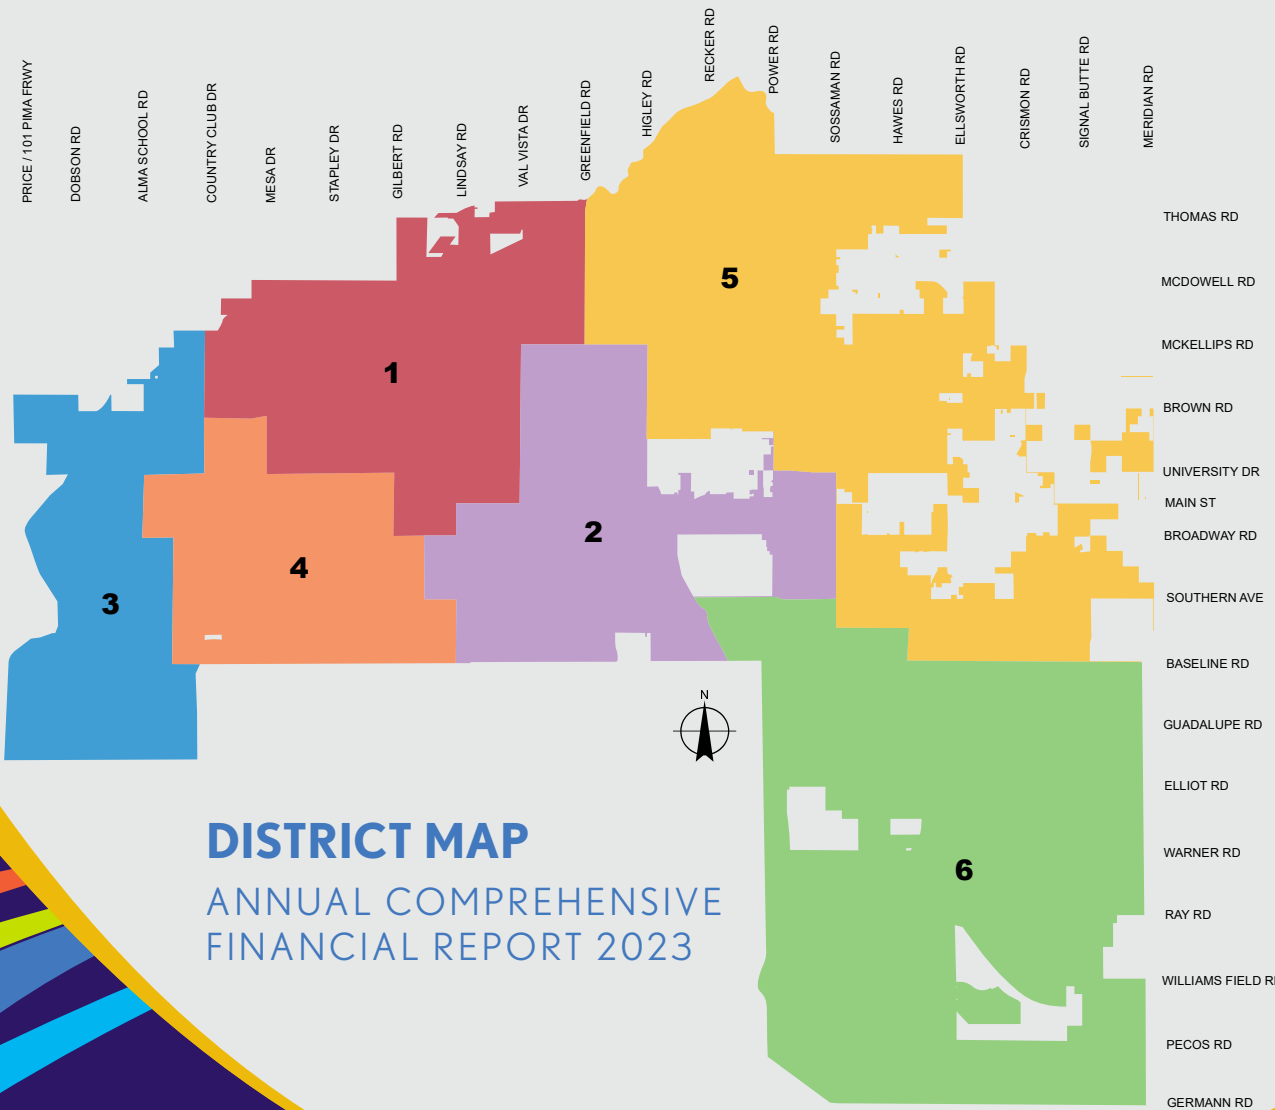 PRICE / 101 PIMA FRWY
DOBSON RD
ALMA SCHOOL RD
COUNTRY CLUB DR
MESA DR
STAPLEY DR
GILBERT RD
LINDSAY RD
VAL VISTA DR
GREENFIELD RD
HIGLEY RD
RECKER RD
POWER RD
SOSSAMAN RD
HAWES RD
ELLSWORTH RD
CRISMON RD
SIGNAL BUTTE RD
MERIDIAN RD
THOMAS RD
5
MCDOWELL RD
MCKELLIPS RD
1
BROWN RD
UNIVERSITY DR
MAIN ST
2
BROADWAY RD
4
3
SOUTHERN AVE
BASELINE RD
N
GUADALUPE RD
ELLIOT RD
DISTRICT MAP
WARNER RD
6
ANNUAL COMPREHENSIVE
RAY RD
FINANCIAL REPORT 2023
WILLIAMS FIELD R
PECOS RD
GERMANN RD